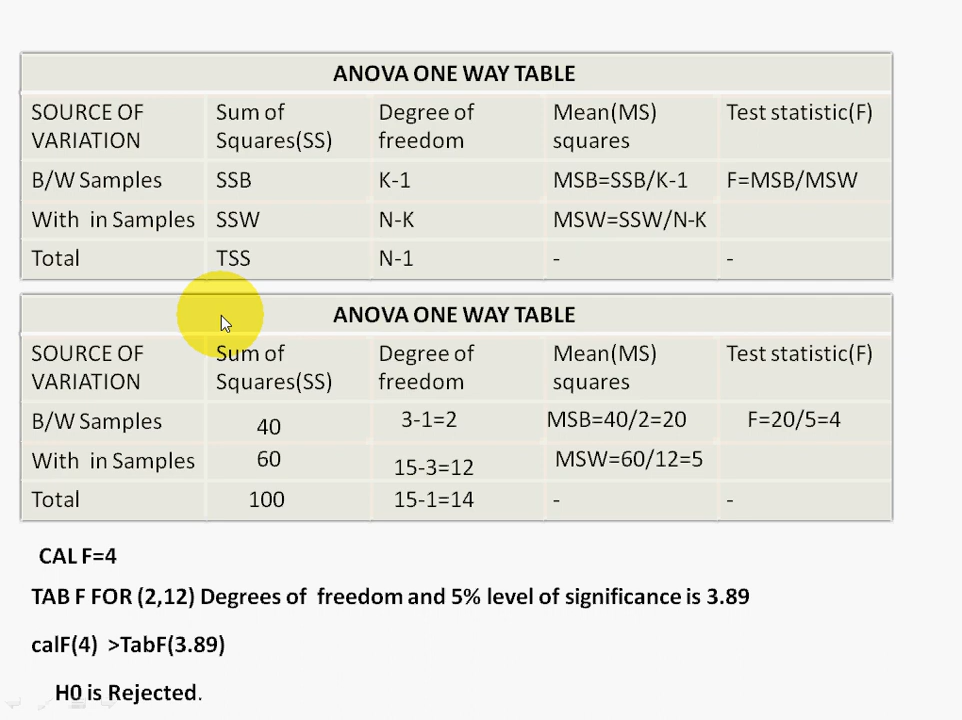 ANOVA ONE WAY TABLE
SOURCE OF VARIATION Sum of Squares(SS) Degree of freedom Mean(MS) squares Test statistic(F)
B/W Samples SSB K-1 MSB=SSB/K-1 F=MSB/MSW
With in Samples SSW N-K MSW=SSW/N-K
Total TSS N-1 - -
ANOVA ONE WAY TABLE
SOURCE OF VARIATION Sum of Squares(SS) Degree of freedom Mean(MS) squares Test statistic(F)
B/W Samples 40 3-1=2 MSB=40/2=20 F=20/5=4
With in Samples 60 15-3=12 MSW=60/12=5
Total 100 15-1=14 - -
CAL F=4
TAB F FOR (2,12) Degrees of freedom and 5% level of significance is 3.89
calF(4) >TabF(3.89)
H0 is Rejected.